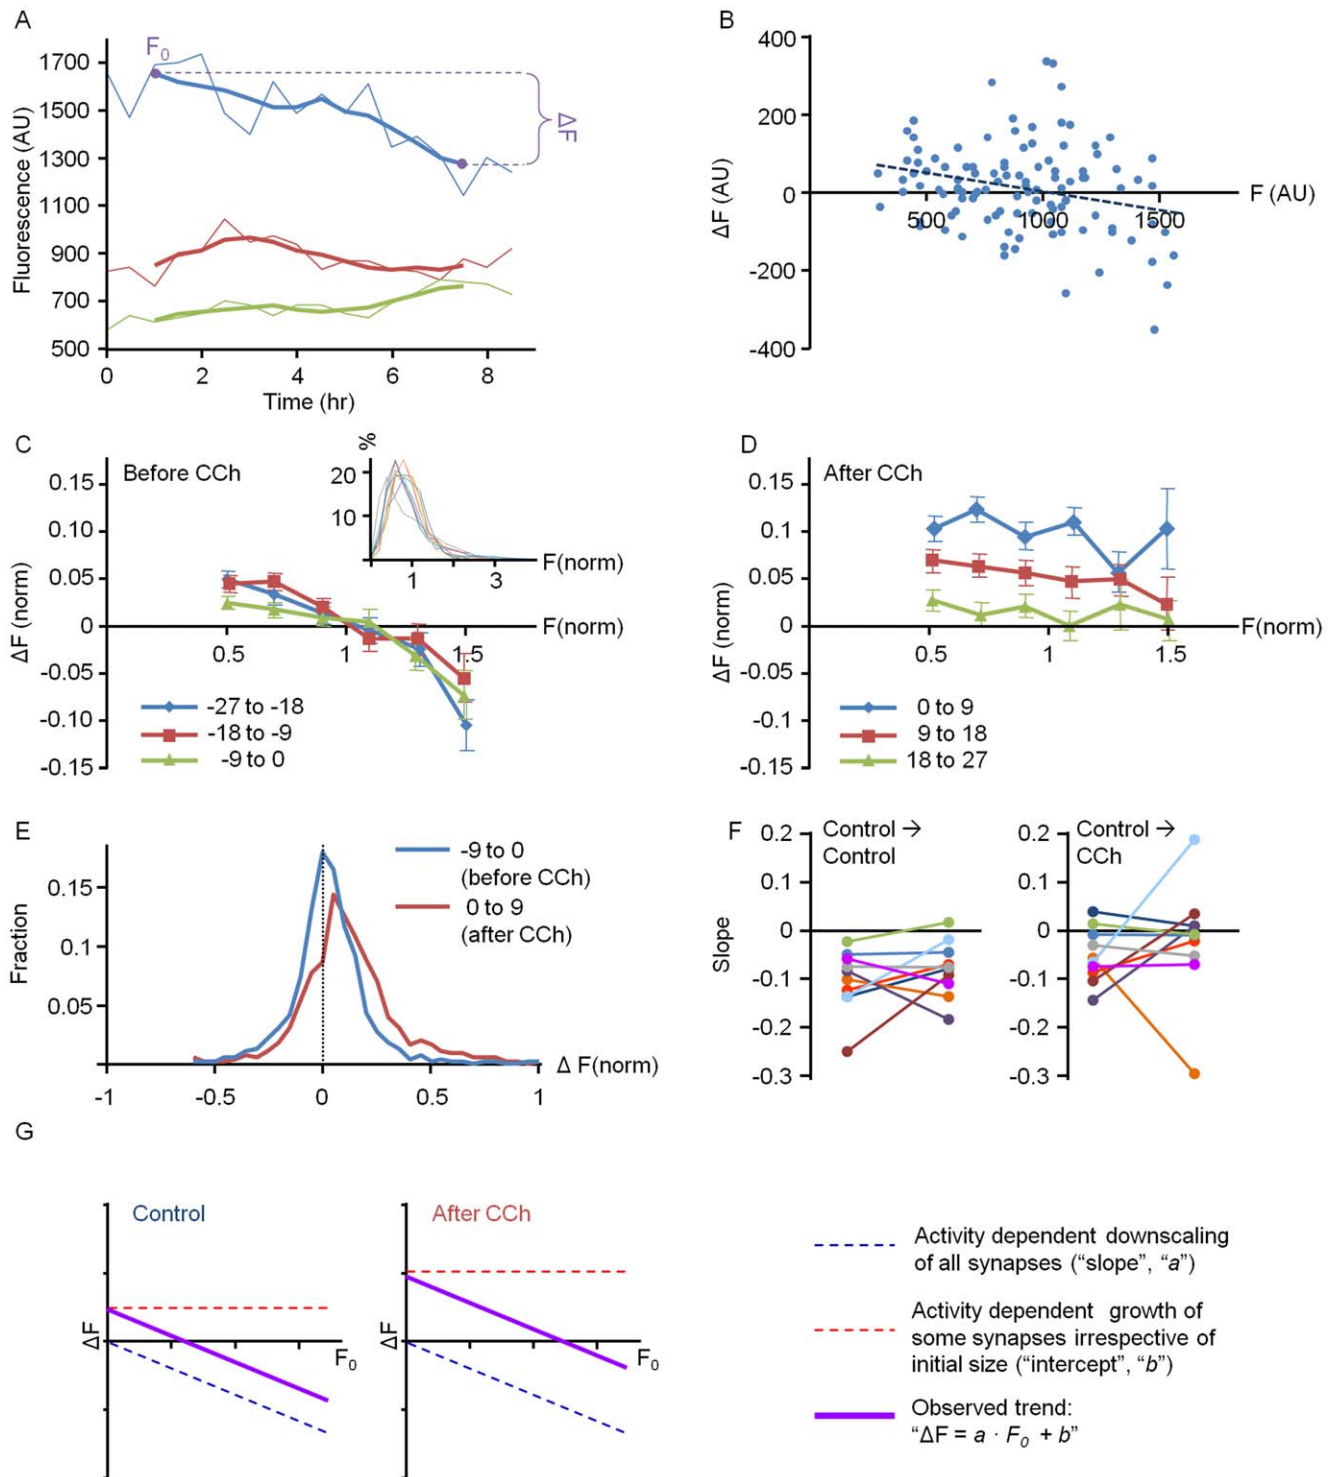 A
F0
1700
1500
1300
1100
900
700
500
Fluorescence (AU)
ΔF
0 2 4 6 8
Time (hr)
B
400
200
0
-200
-400
ΔF (AU)
500 1000 1500
F (AU)
C
Before CCh
0.15
0.1
0.05
0
-0.05
-0.10
-0.15
ΔF (norm)
0.5 1 1.5
F(norm)
%
20
10
1 3
F(norm)
-27 to -18
-18 to -9
-9 to 0
D
After CCh
0.15
0.1
0.05
0
-0.05
-0.1
-0.15
ΔF (norm)
0.5 1 1.5
F(norm)
0 to 9
9 to 18
18 to 27
E
0.15
0.1
0.05
Fraction
-1 -0.5 0 0.5 1
Δ F(norm)
-9 to 0
(before CCh)
0 to 9
(after CCh)
F
0.2
0.1
0
-0.1
-0.2
-0.3
Slope
Control →
Control
0.2
0.1
0
-0.1
-0.2
-0.3
Control →
CCh
G
Control
ΔF
F0
After CCh
ΔF
F0
Activity dependent downscaling
of all synapses (“slope”, “a”)
Activity dependent growth of
some synapses irrespective of
initial size (“intercept”, “b”)
Observed trend:
“ΔF = a · F0 + b”